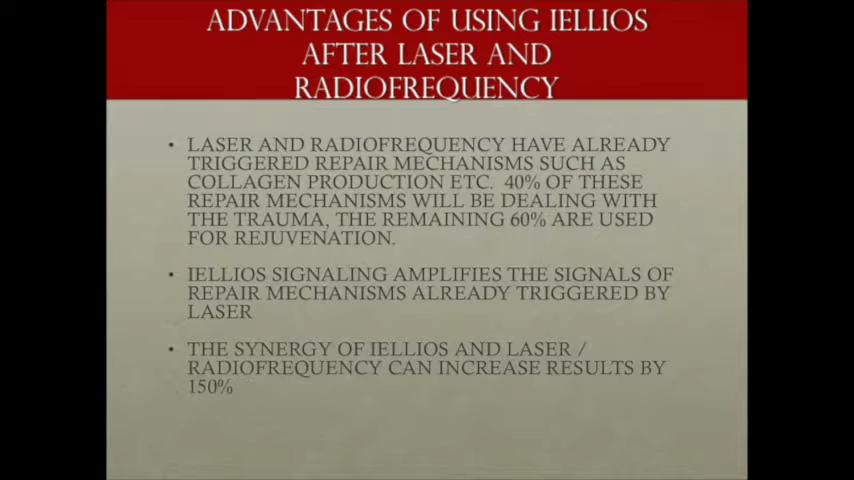 ADVANTAGES OF USING IELLIOS
AFTER LASER AND
RADIOFREQUENCY
• LASER AND RADIOFREQUENCY HAVE ALREADY
TRIGGERED REPAIR MECHANISMS SUCH AS
COLLAGEN PRODUCTION ETC. 40% OF THESE
REPAIR MECHANISMS WILL BE DEALING WITH
THE TRAUMA, THE REMAINING 60% ARE USED
FOR REJUVENATION.
• IELLIOS SIGNALING AMPLIFIES THE SIGNALS OF
REPAIR MECHANISMS ALREADY TRIGGERED BY
LASER
• THE SYNERGY OF IELLIOS AND LASER /
RADIOFREQUENCY CAN INCREASE RESULTS BY
150%